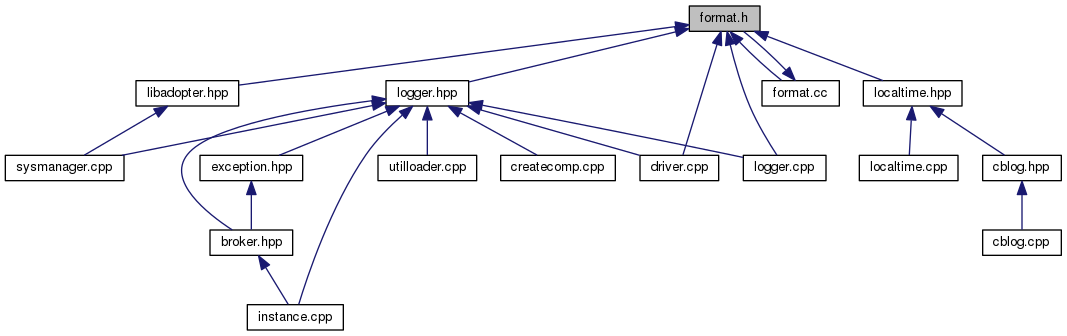 format.h
libadopter.hpp
logger.hpp
format.cc
localtime.hpp
sysmanager.cpp
exception.hpp
utilloader.cpp
createcomp.cpp
driver.cpp
logger.cpp
localtime.cpp
cblog.hpp
broker.hpp
cblog.cpp
instance.cpp